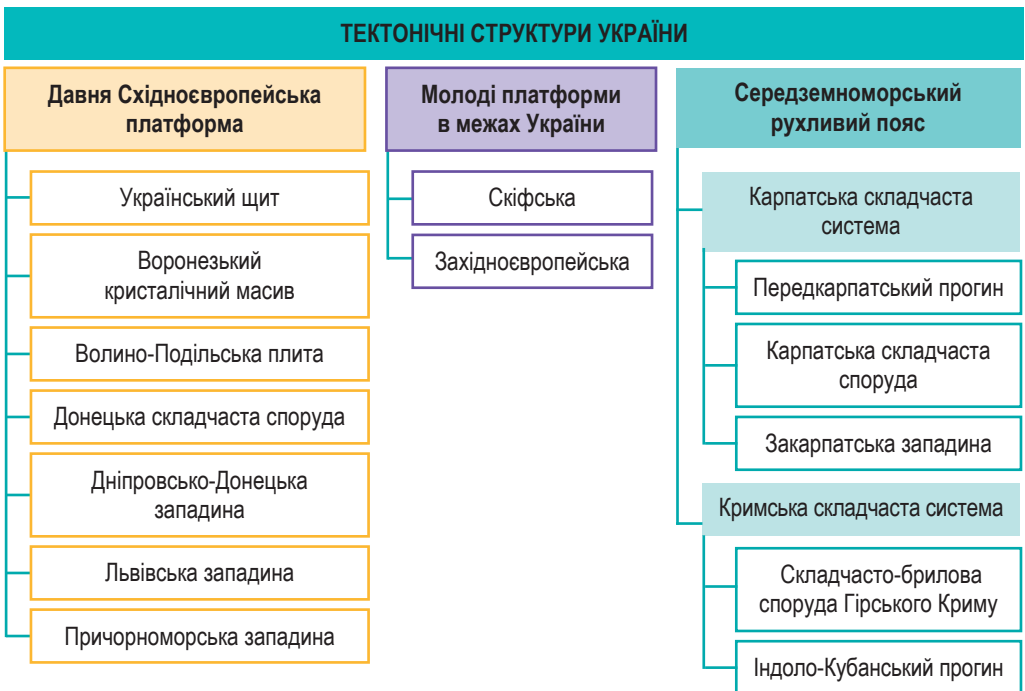 ТЕКТОНІЧНІ СТРУКТУРИ УКРАЇНИ
Давня Східноєвропейська
платформа
Український щит
Воронезький
кристалічний масив
Волино-Подільська плита
Донецька складчаста споруда
Дніпровсько-Донецька
западина
Львівська западина
Причорноморська западина
Молоді платформи
в межах України
Скіфська
Західноєвропейська
Середземноморський
рухливий пояс
Карпатська складчаста
система
Передкарпатський прогин
Карпатська складчаста
споруда
Закарпатська западина
Кримська складчаста система
Складчасто-брилова
споруда Гірського Криму
Індоло-Кубанський прогин